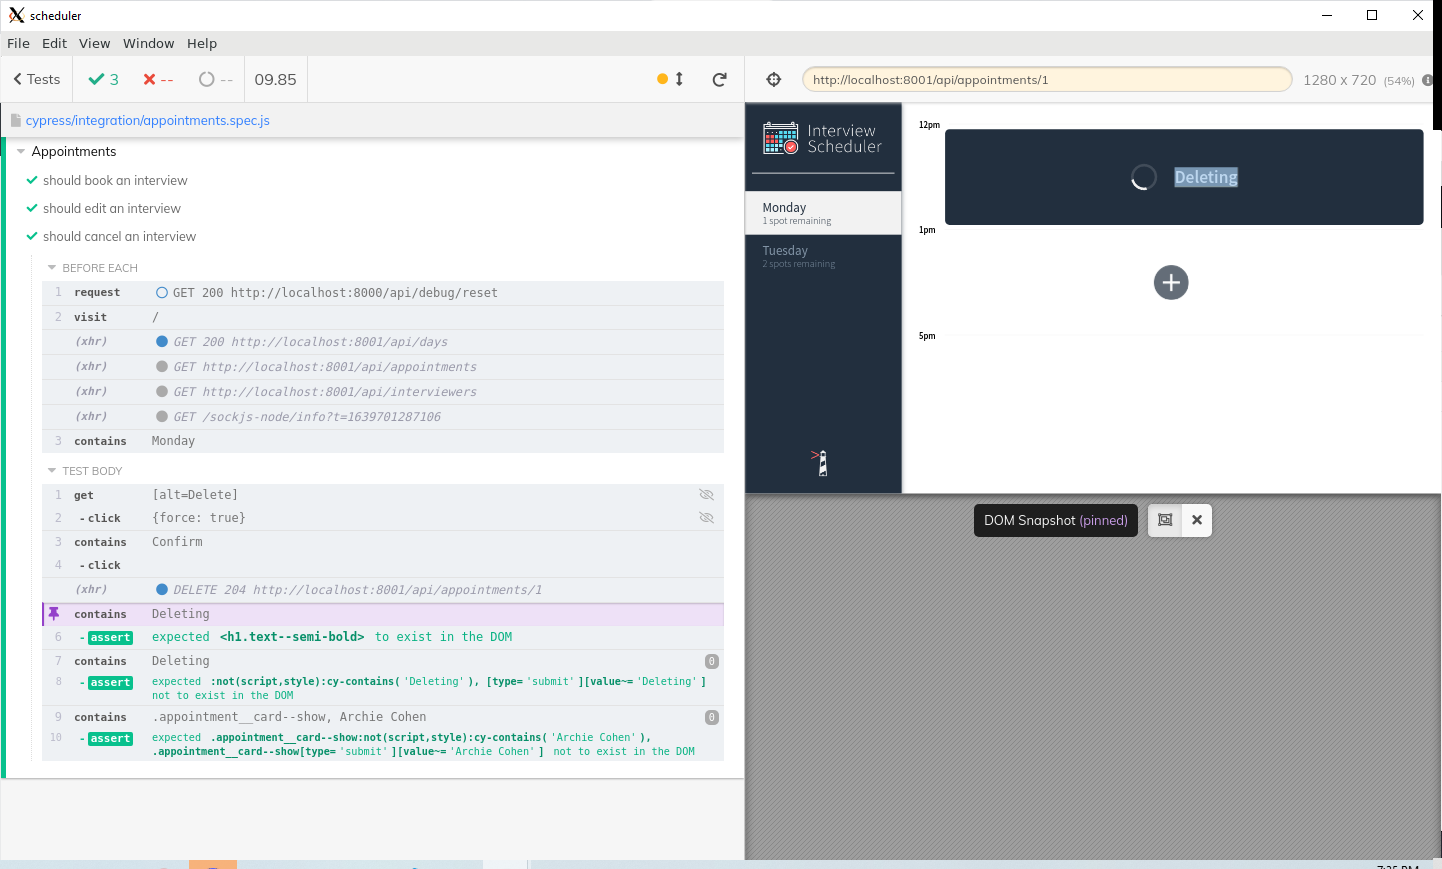 scheduler
File Edit View Window Help
Tests 3 -- -- 09.85
cypress/integration/appointments.spec.js
Appointments
should book an interview
should edit an interview
should cancel an interview
BEFORE EACH
1 request GET 200 http://localhost:8000/api/debug/reset
2 visit /
(xhr) GET 200 http://localhost:8001/api/days
(xhr) GET http://localhost:8001/api/appointments
(xhr) GET http://localhost:8001/api/interviewers
(xhr) GET /sockjs-node/info?t=1639701287106
3 contains Monday
TEST BODY
1 get [alt=Delete]
2 - click {force: true}
3 contains Confirm
4 - click
(xhr) DELETE 204 http://localhost:8001/api/appointments/1
contains Deleting
6 - assert expected <h1.text--semi-bold> to exist in the DOM
7 contains Deleting 0
8 - assert expected :not(script,style):cy-contains('Deleting'), [type='submit'][value~='Deleting']
not to exist in the DOM
9 contains .appointment__card--show, Archie Cohen 0
10 - assert expected .appointment__card--show:not(script,style):cy-contains('Archie Cohen'),
.appointment__card--show[type='submit'][value~='Archie Cohen'] not to exist in the DOM
http://localhost:8001/api/appointments/1 1280 x 720 (54%)
Interview
Scheduler
Monday
1 spot remaining
Tuesday
2 spots remaining
12pm
Deleting
1pm
5pm
DOM Snapshot (pinned)